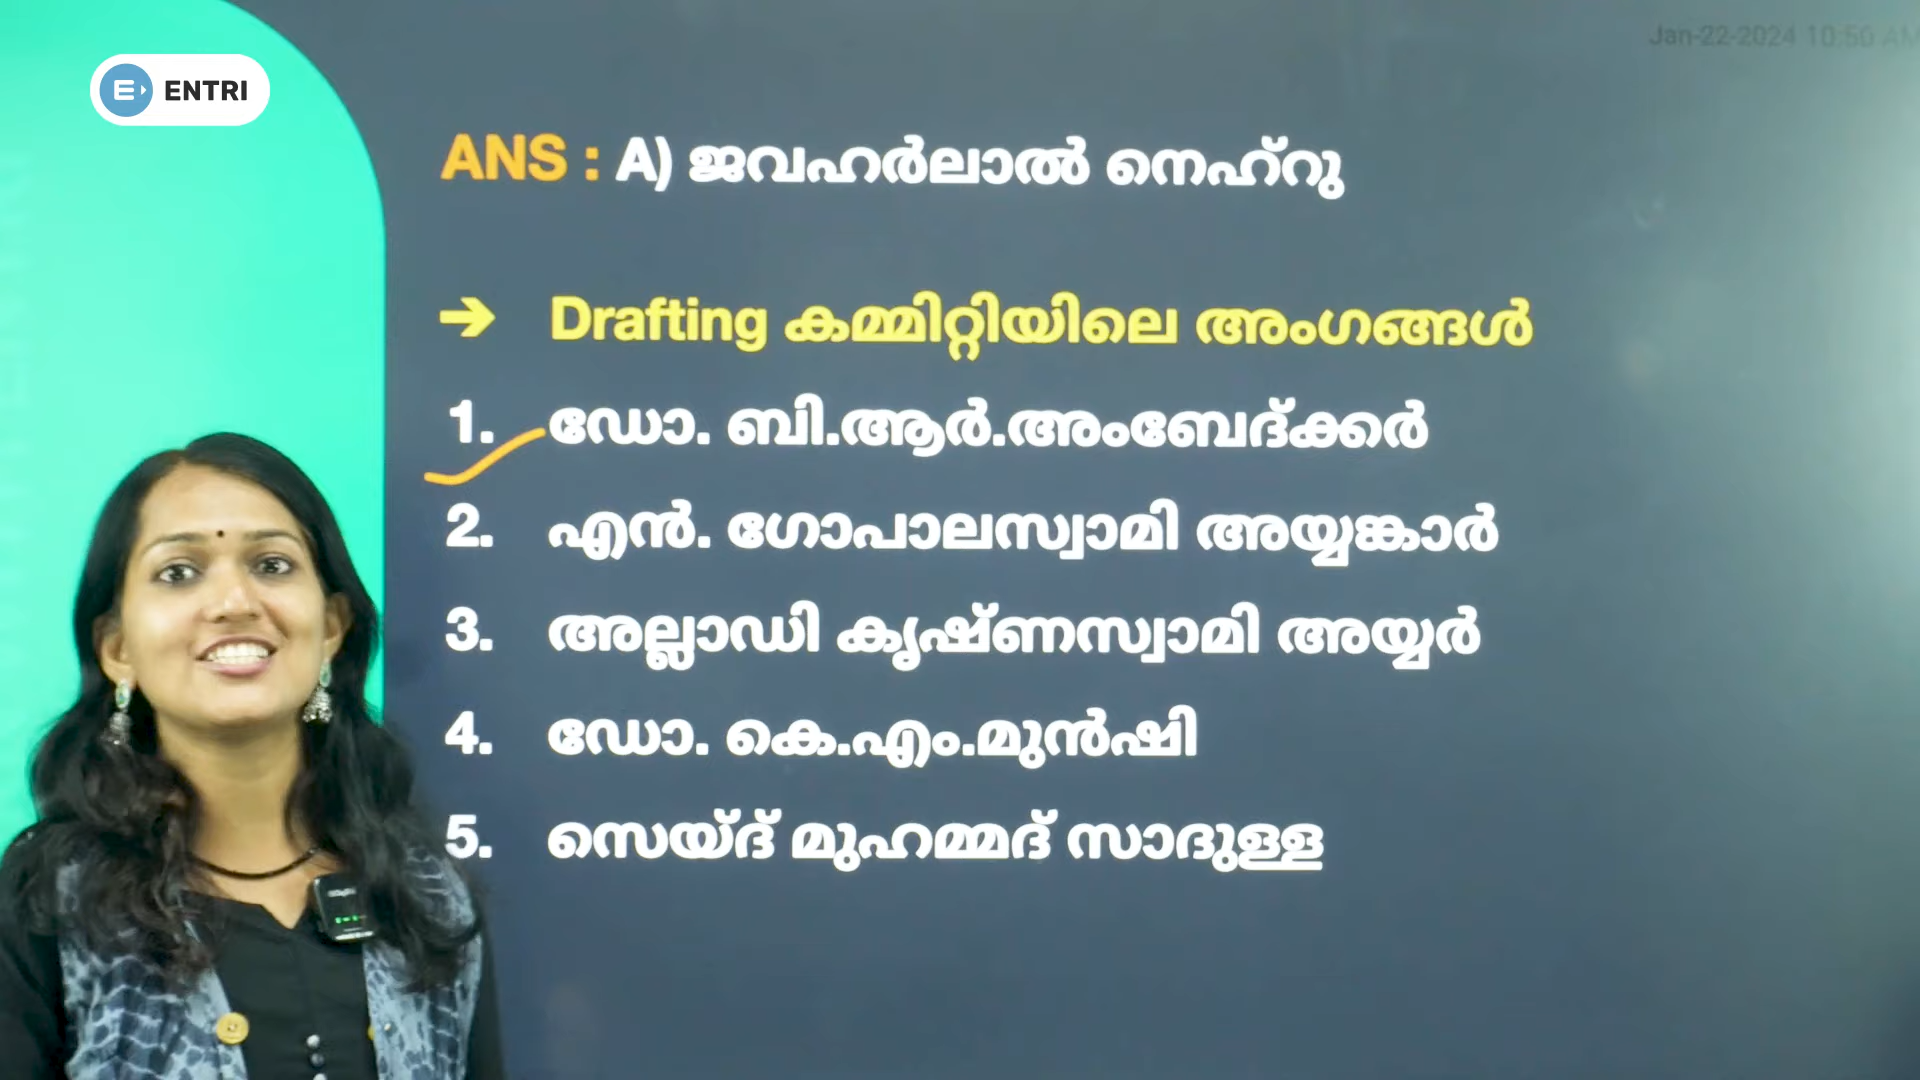 Jan-22-2024 10:50 AM
ENTRI
ANS : A) ജവഹർലാൽ നെഹ്റു
➔ Drafting കമ്മിറ്റിയിലെ അംഗങ്ങൾ
1. ഡോ. ബി.ആർ.അംബേദ്ക്കർ
2. എൻ. ഗോപാലസ്വാമി അയ്യങ്കാർ
3. അല്ലാഡി കൃഷ്ണസ്വാമി അയ്യർ
4. ഡോ. കെ.എം.മുൻഷി
5. സെയ്ദ് മുഹമ്മദ് സാദുള്ള